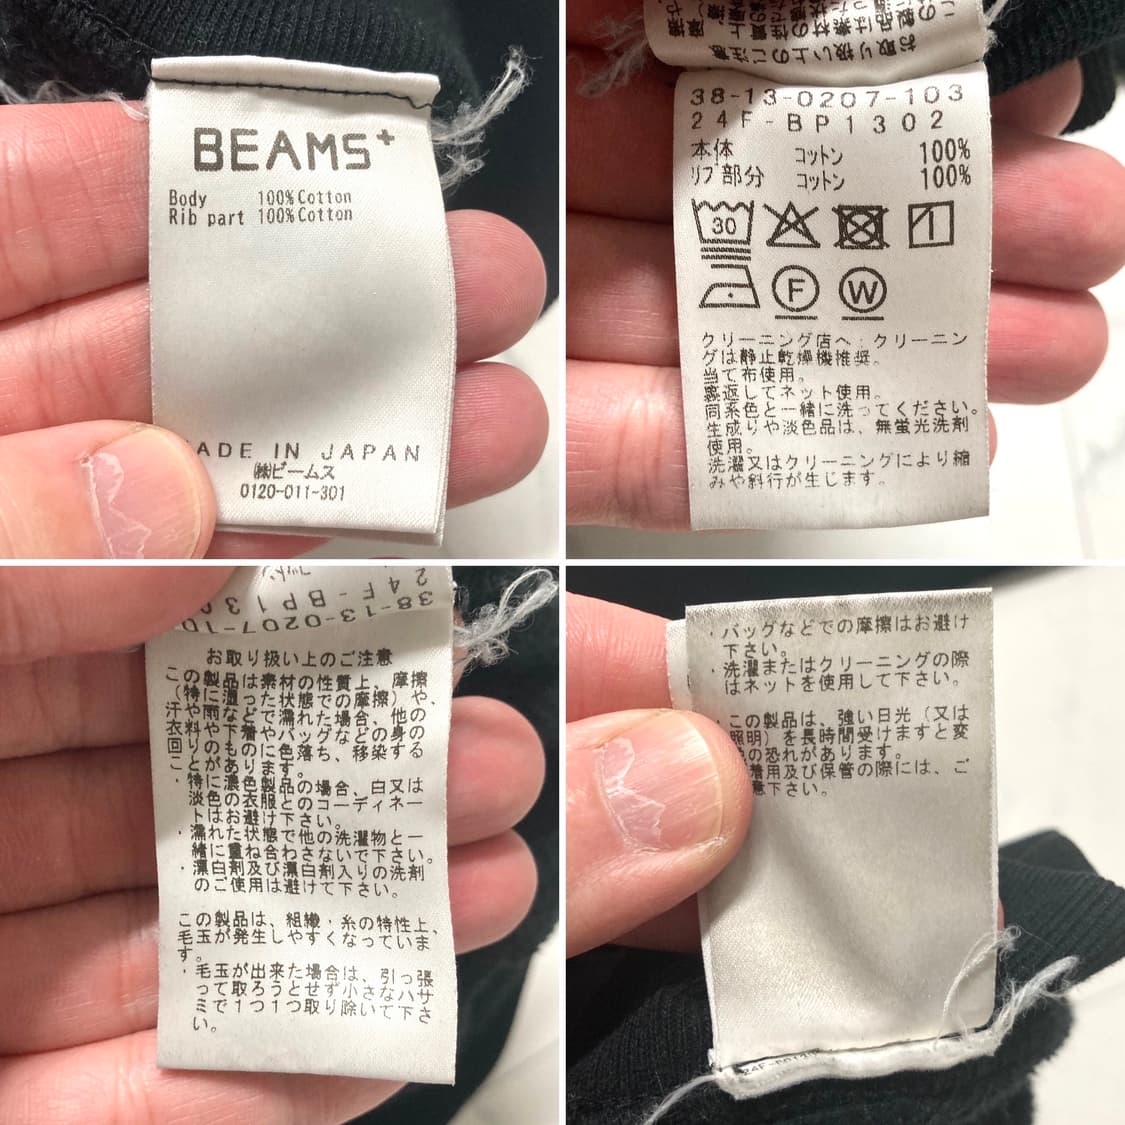 BEAMS+
Body 100%Cotton
Rib part 100%Cotton
ADE IN JAPAN
㈱ビームス
0120-011-301
38-13-0207-103
24F-BP1302
本体 コットン 100%
リブ部分 コットン 100%
30
F W
クリーニング店へ・クリーニン
グは静止乾燥機推奨。
当て布使用。
裏返してネット使用。
同系色と一緒に洗ってください。
生成りや淡色品は、無蛍光洗剤
使用。
洗濯又はクリーニングにより縮
みや斜行が生じます。
38-13-0207-10
24F-BP13
お取り扱い上のご注意
この製品は素材の性質上、摩擦
(特に湿った状態での摩擦)や、
汗や雨などで濡れた場合、他の
衣料や下着やバッグなどの身の
回りのものに色落ち、移染する
ことがあります。
・特に濃色製品の場合、白又は
淡色の衣服とのコーディネー
トはお避け下さい。
・濡れた状態で他の洗濯物と一
緒に重ね合わさないで下さい。
・漂白剤及び漂白剤入りの洗剤
のご使用は避けて下さい。
この製品は、組織・糸の特性上、
毛玉が発生しやすくなっていま
す。
・毛玉が出来た場合は、引っ張
って取ろうとせず小さなハサ
ミで1つ1つ取り除いて下さ
い。
・バッグなどでの摩擦はお避け
下さい。
・洗濯またはクリーニングの際
はネットを使用して下さい。
・この製品は、強い日光(又は
照明)を長時間受けますと変
色の恐れがあります。
着用及び保管の際には、ご
意下さい。